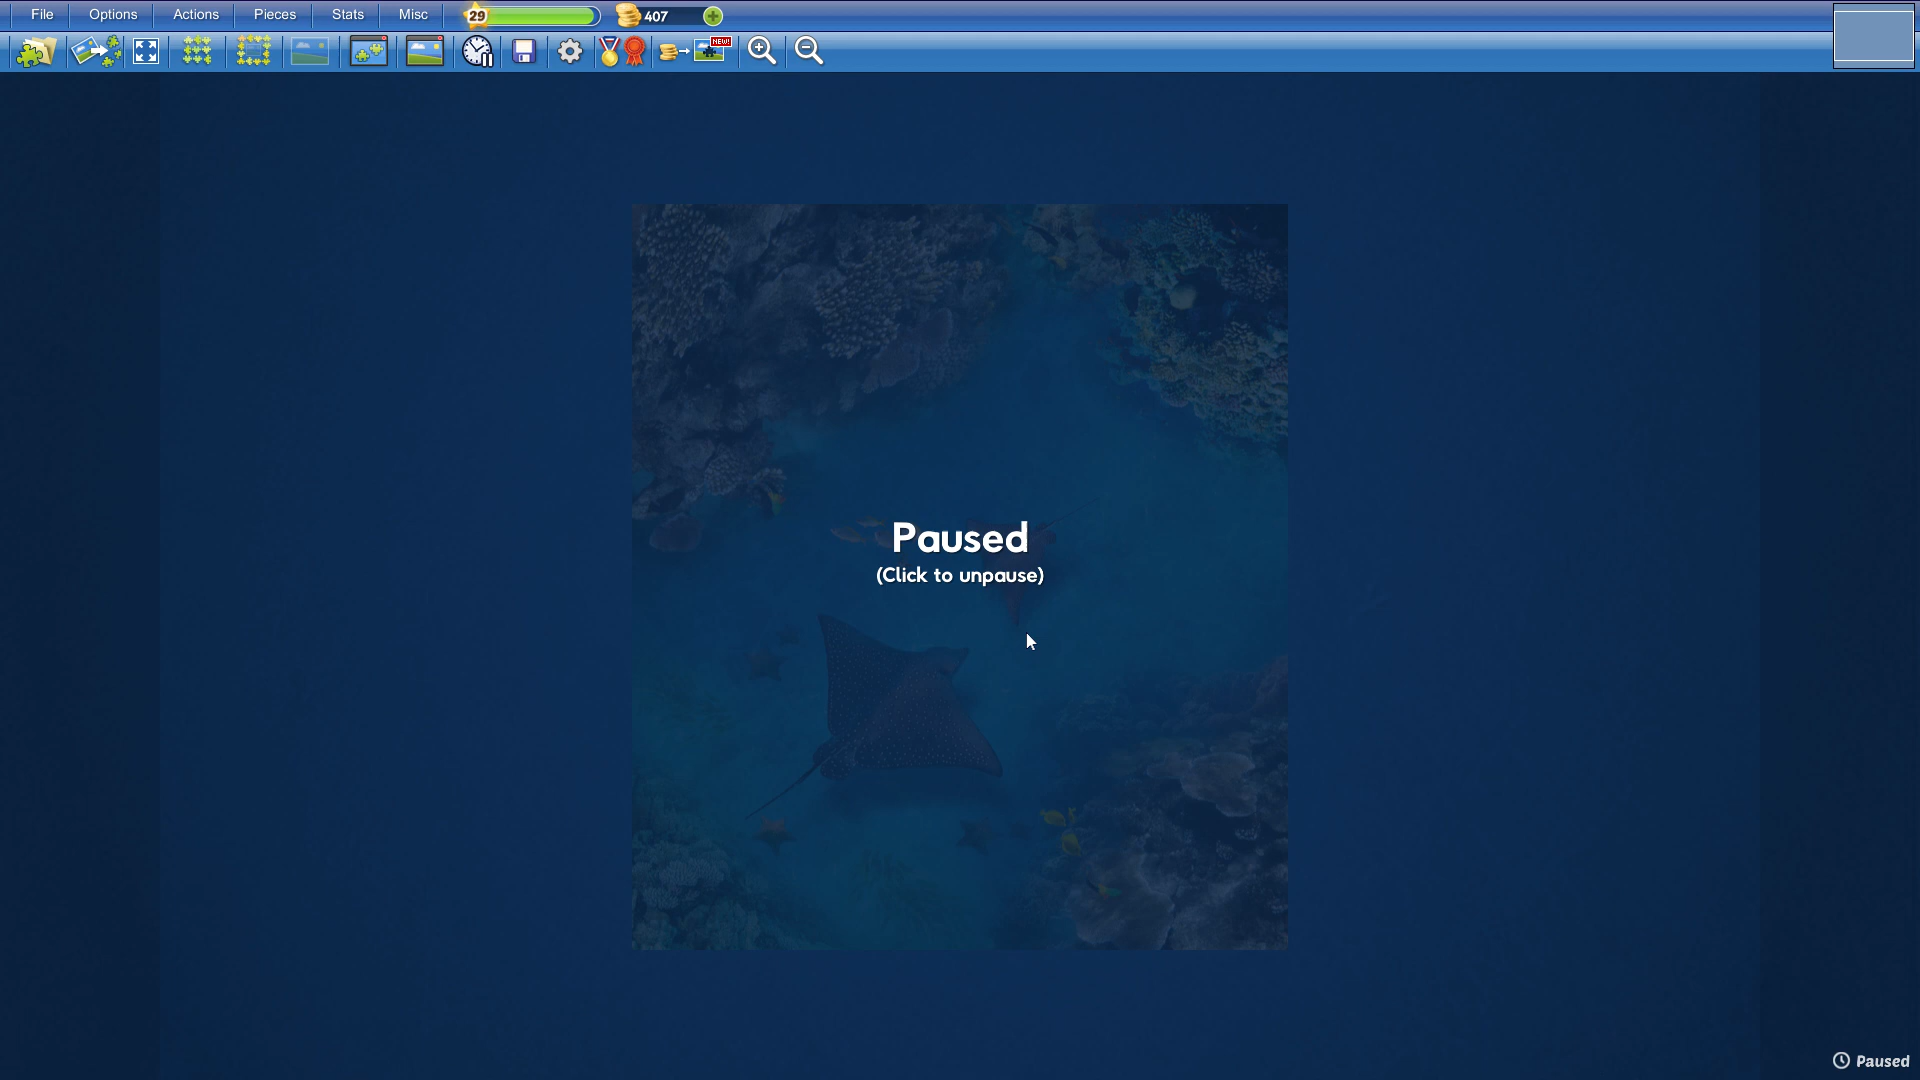 File Options Actions Pieces Stats Misc 29 407
NEW!
Paused
(Click to unpause)
Paused